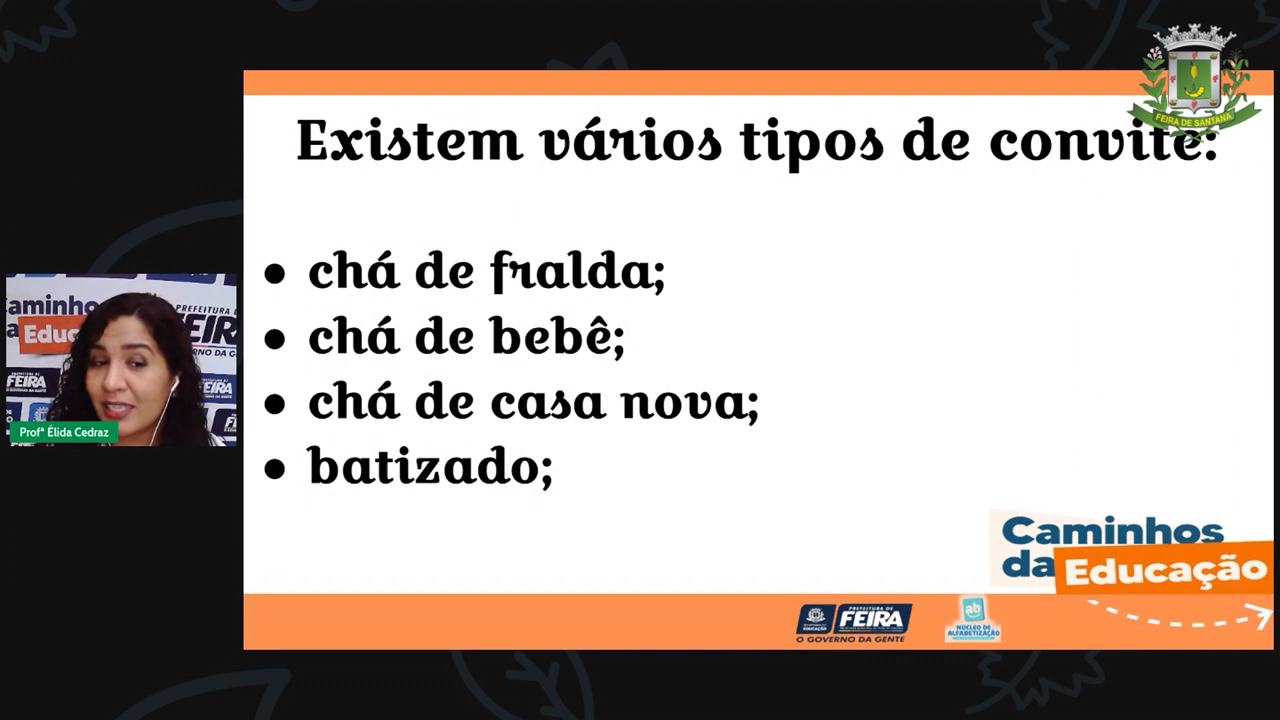 FEIRA DE SANTANA
Existem vários tipos de convite:
• chá de fralda;
• chá de bebê;
• chá de casa nova;
• batizado;
Profª Élida Cedraz
Caminhos
da Educação
EDUCAÇÃO
PREFEITURA DE
FEIRA
O GOVERNO DA GENTE
NÚCLEO DE
ALFABETIZAÇÃO